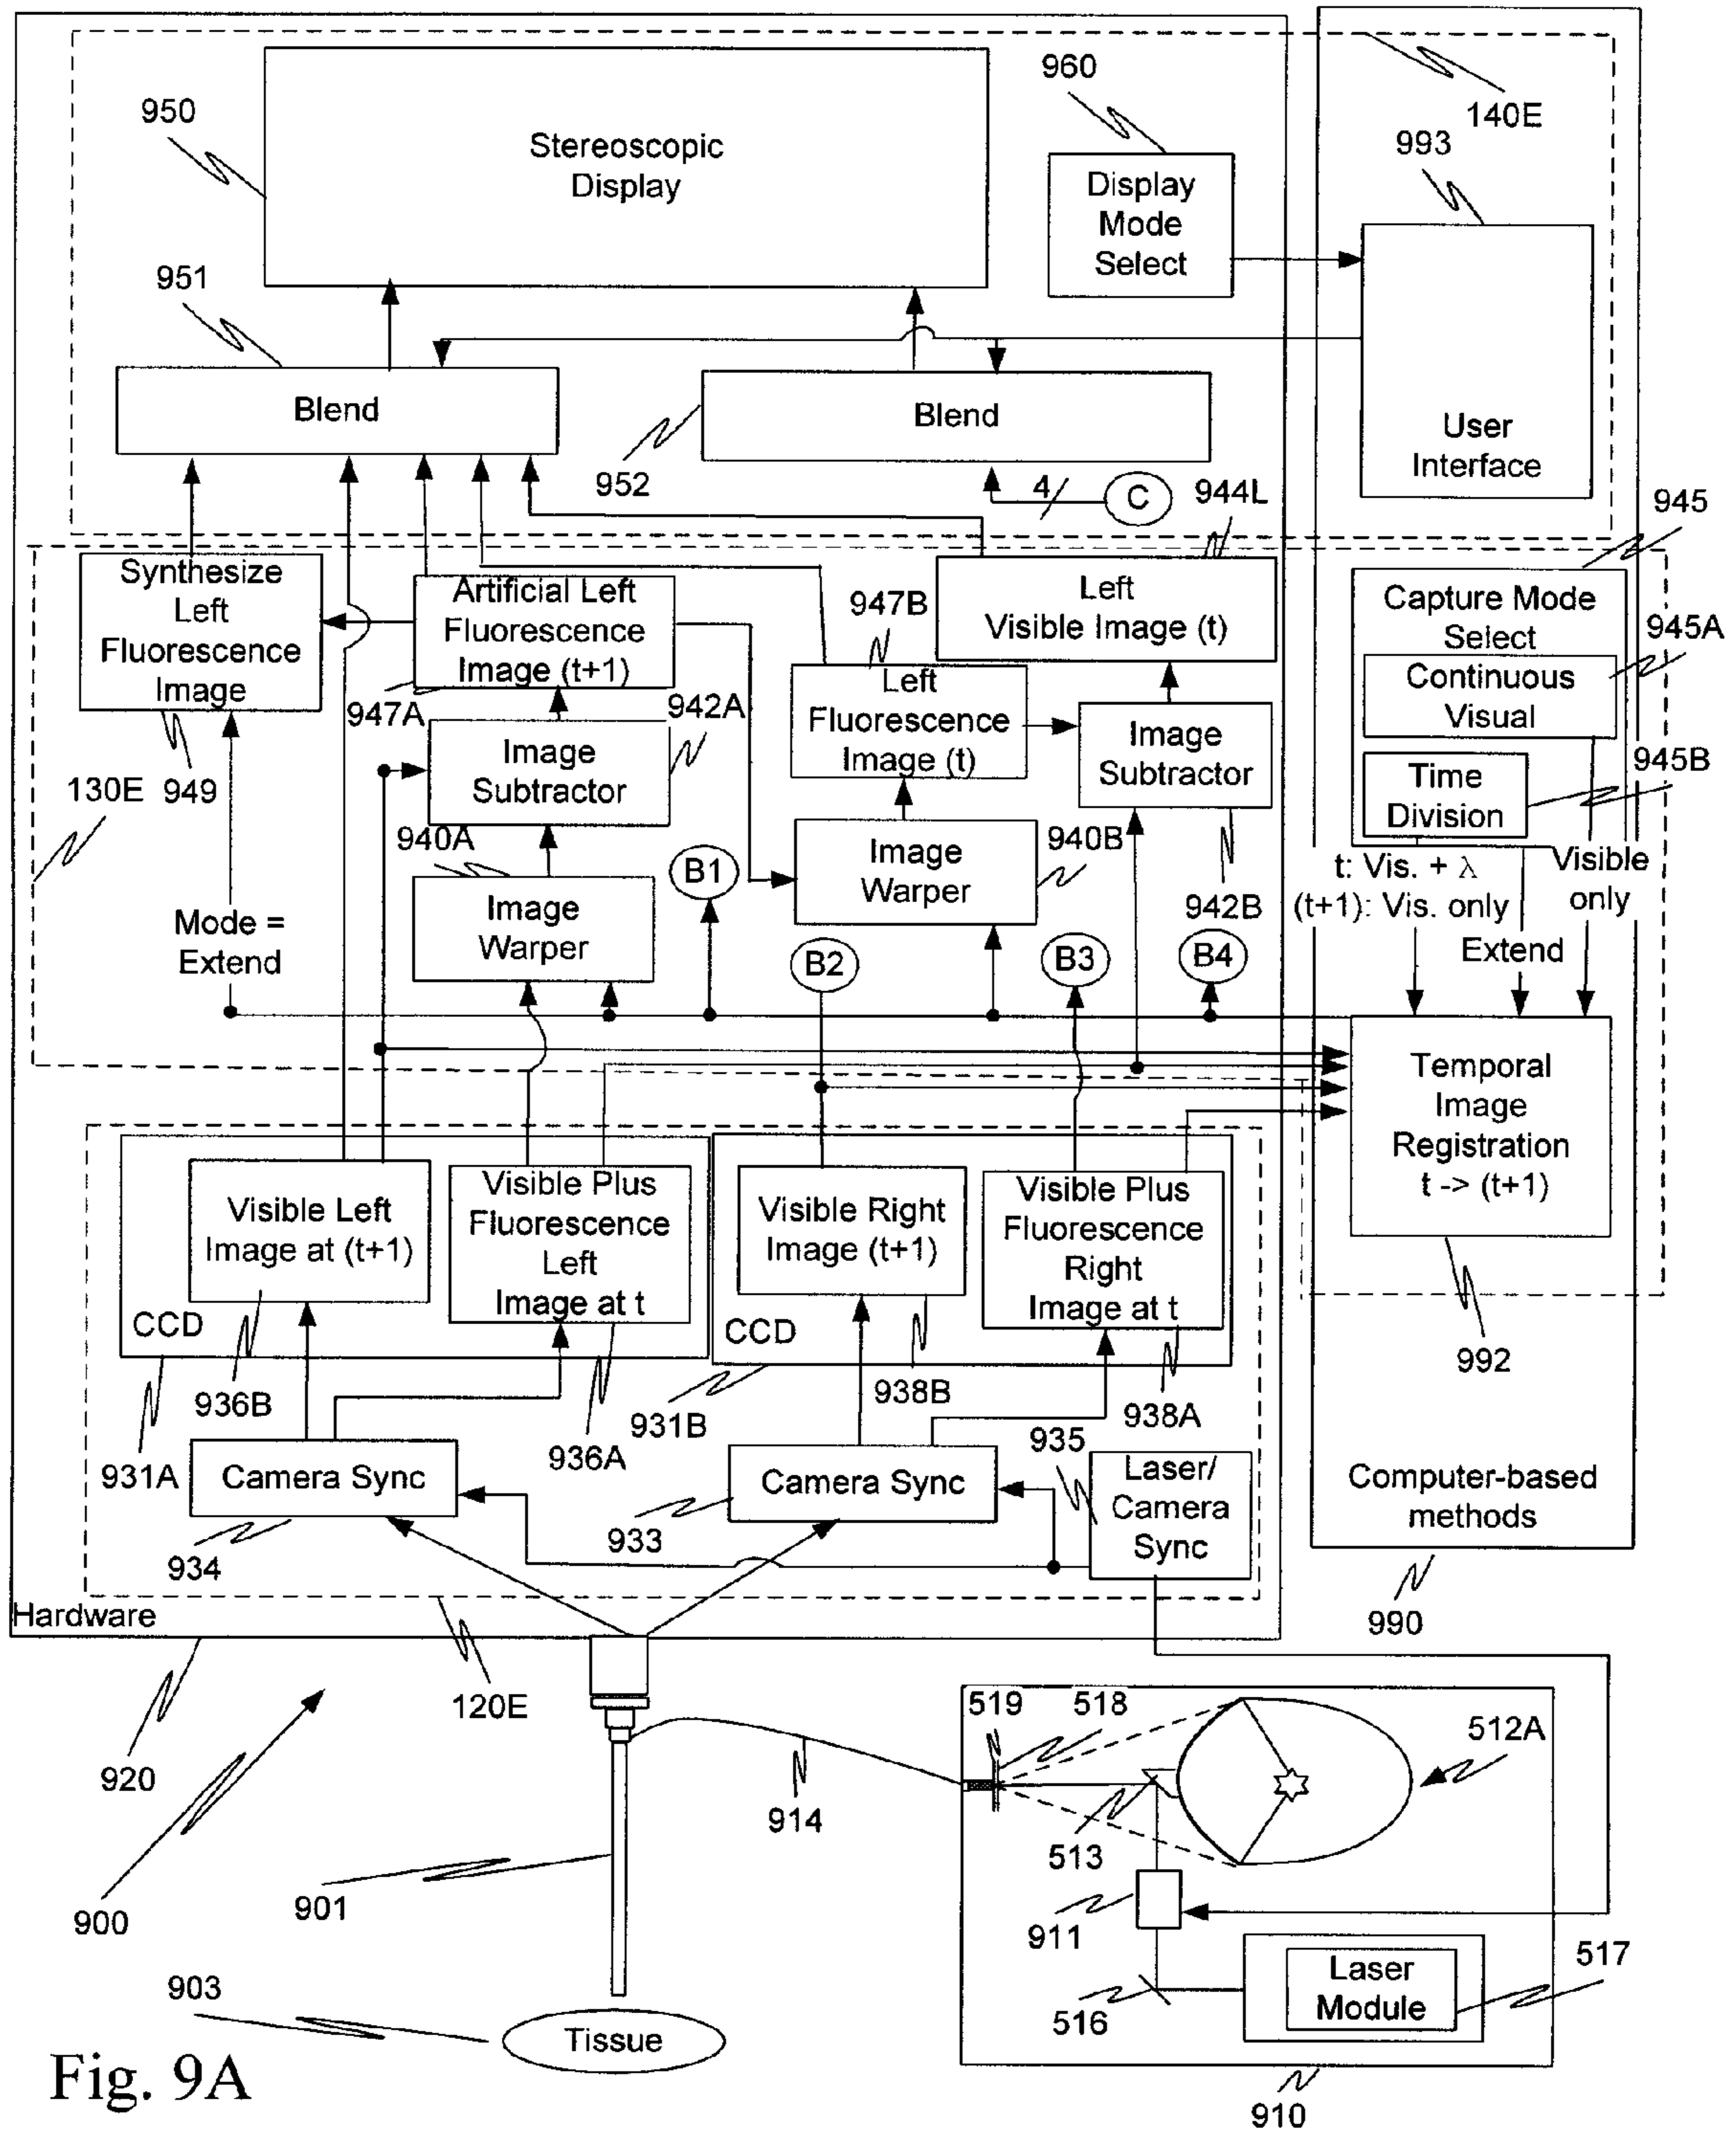 960
140E
950
993
Stereoscopic
Display
Display
Mode
Select
951
Blend
Blend
User
Interface
952
4/
C
944L
945
Synthesize
Left
Fluorescence
Image
Artificial Left
Fluorescence
Image (t+1)
947B
Left
Visible Image (t)
Capture Mode
Select
945A
Continuous
Visual
947A
942A
Left
Fluorescence
Image (t)
Image
Subtractor
Image
Subtractor
945B
Time
Division
130E
949
940A
B1
Image
Warper
940B
942B
t: Vis. + λ
(t+1): Vis. only
Visible
only
Extend
Mode =
Extend
Image
Warper
B2
B3
B4
Temporal
Image
Registration
t -> (t+1)
Visible Left
Image at (t+1)
Visible Plus
Fluorescence
Left
Image at t
Visible Right
Image (t+1)
Visible Plus
Fluorescence
Right
Image at t
CCD
CCD
992
936B
931A
936A
931B
938B
938A
935
Camera Sync
Camera Sync
Laser/
Camera
Sync
Computer-based
methods
934
933
Hardware
990
120E
920
519
518
512A
914
513
900
901
911
517
Laser
Module
516
903
Tissue
Fig. 9A
910